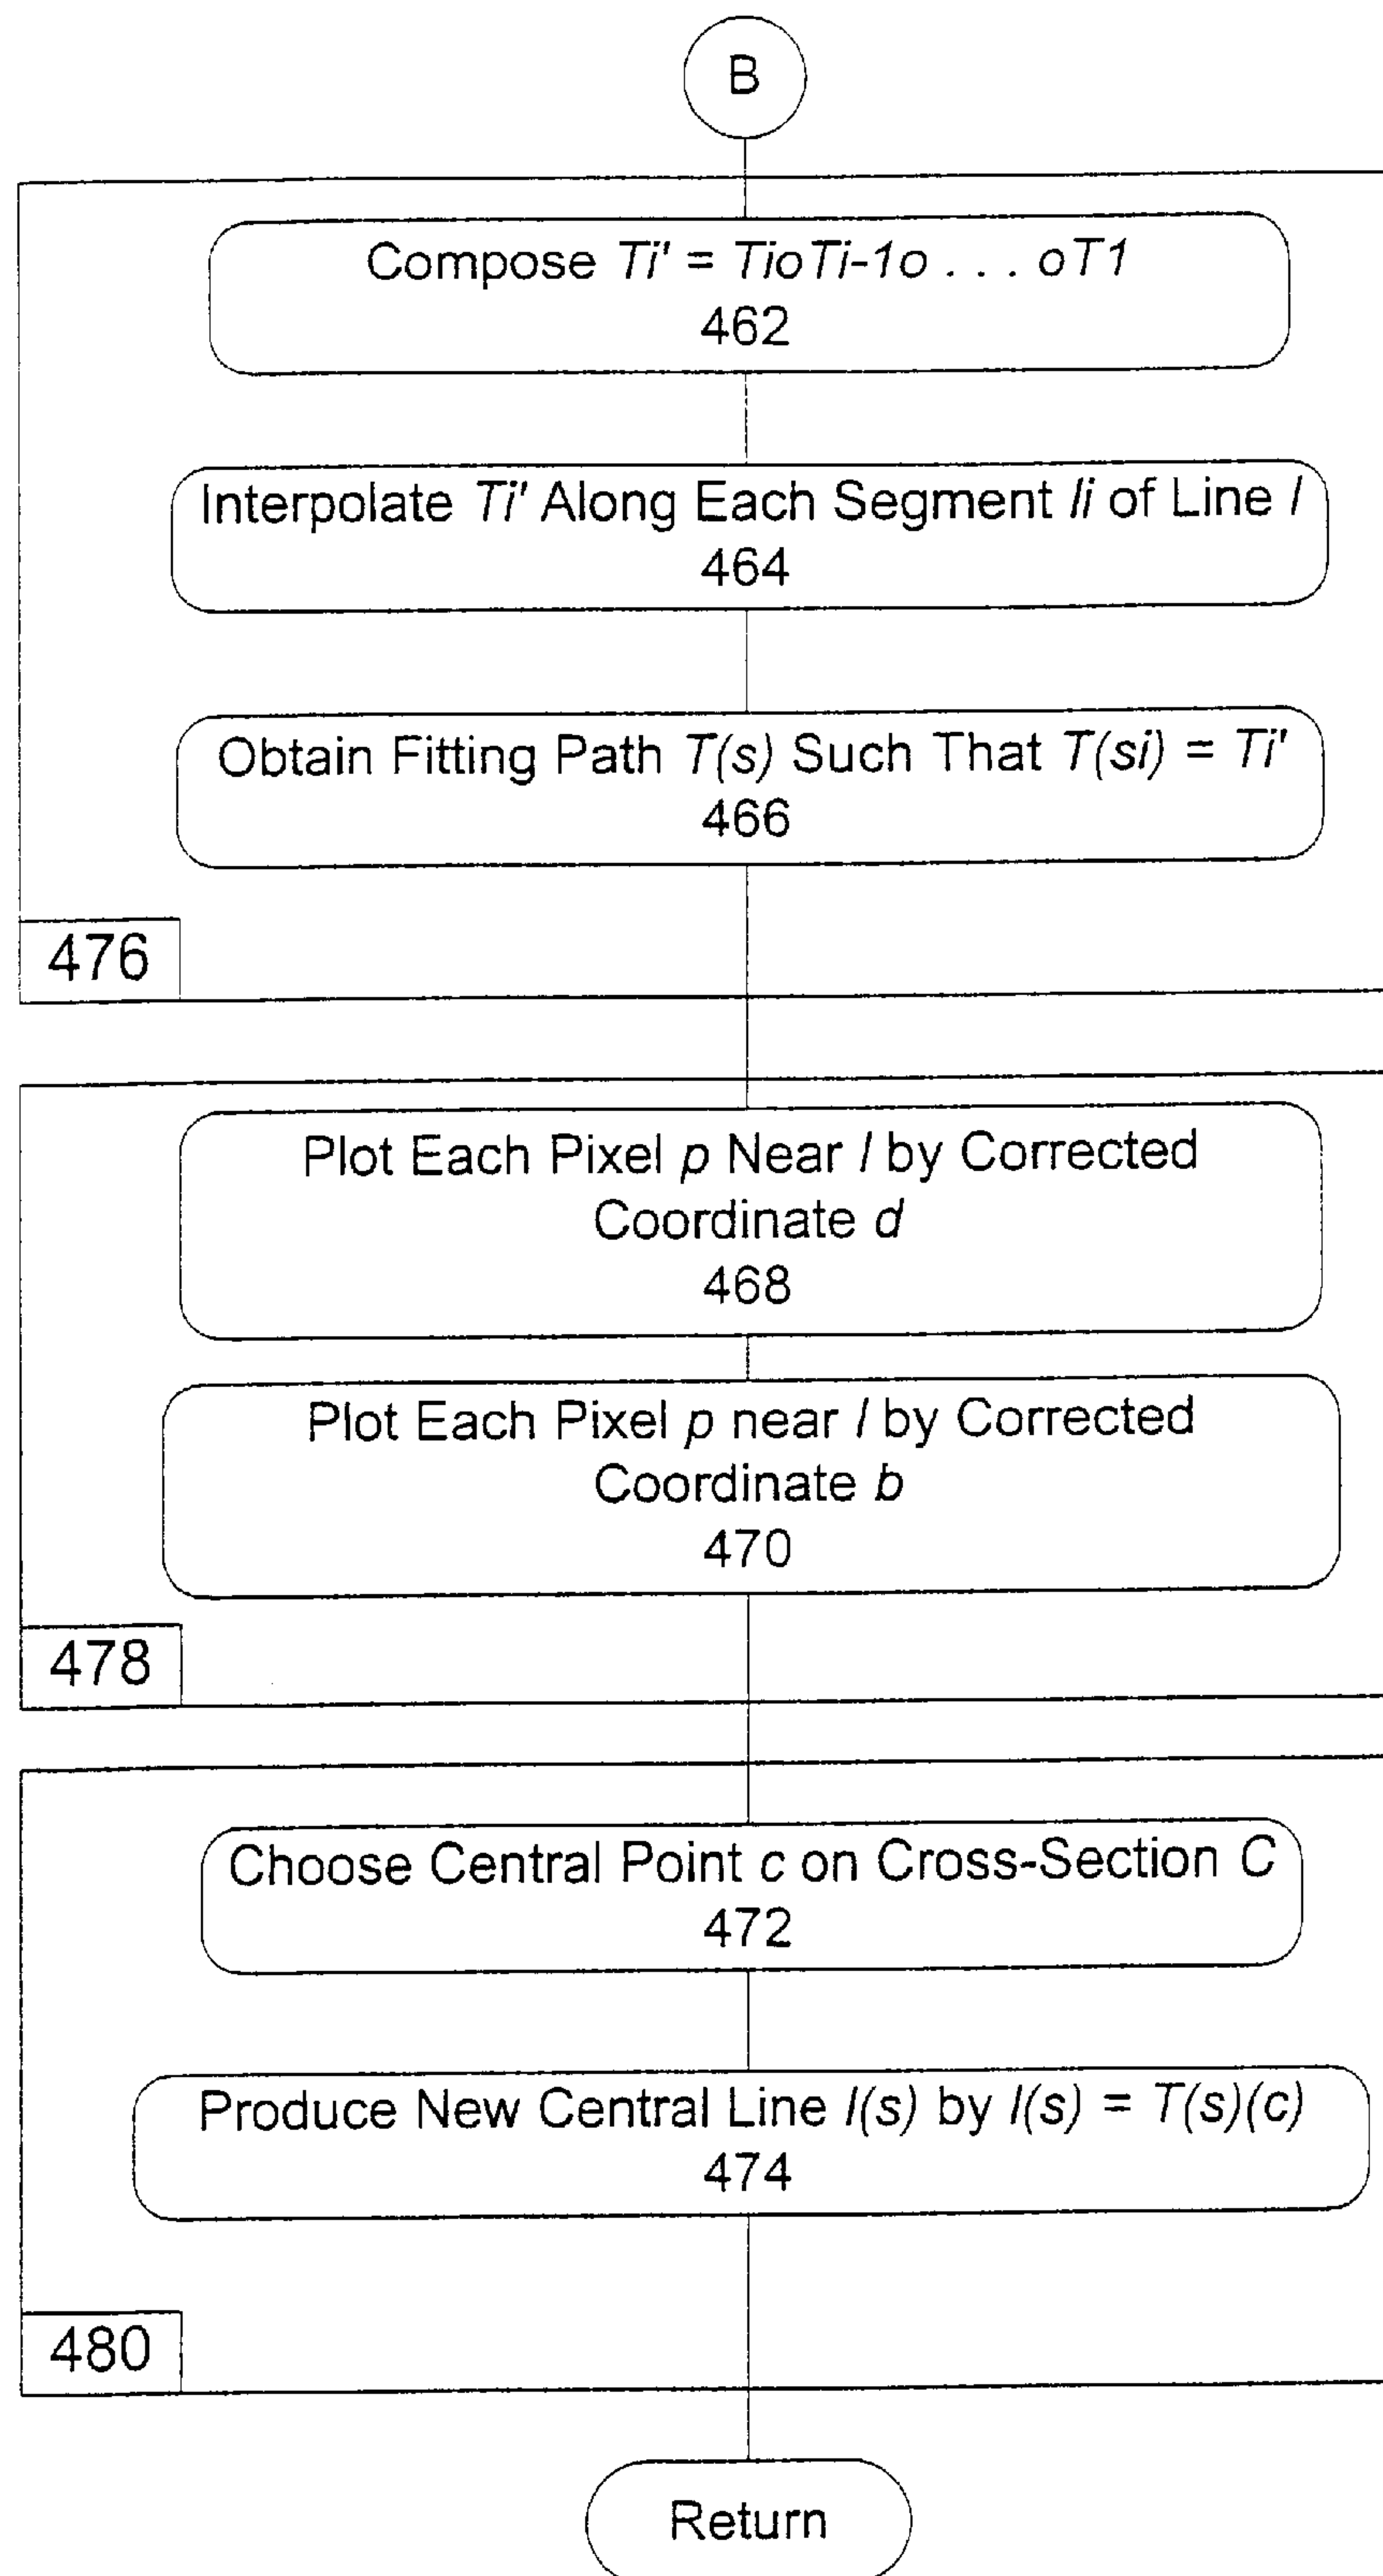 B
Compose Ti' = TioTi-1o . . . oT1
462
Interpolate Ti' Along Each Segment li of Line l
464
Obtain Fitting Path T(s) Such That T(si) = Ti'
466
476
Plot Each Pixel p Near l by Corrected
Coordinate d
468
Plot Each Pixel p near l by Corrected
Coordinate b
470
478
Choose Central Point c on Cross-Section C
472
Produce New Central Line l(s) by l(s) = T(s)(c)
474
480
Return